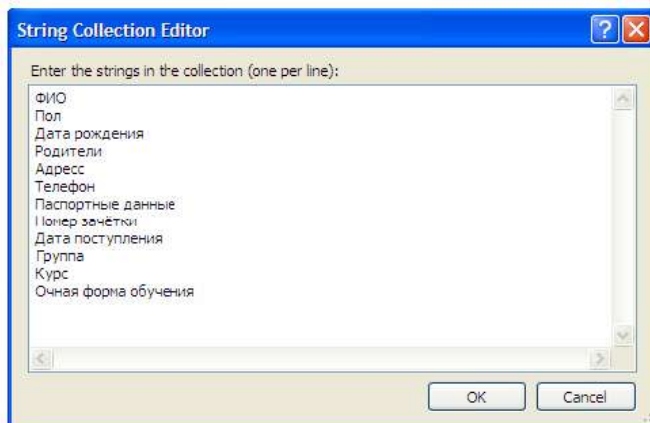 String Collection Editor
Enter the strings in the collection (one per line):
ФИО
Пол
Дата рождения
Родители
Адресс
Телефон
Паспортные данные
Номер зачётки
Дата поступления
Группа
Курс
Очная форма обучения
OK Cancel